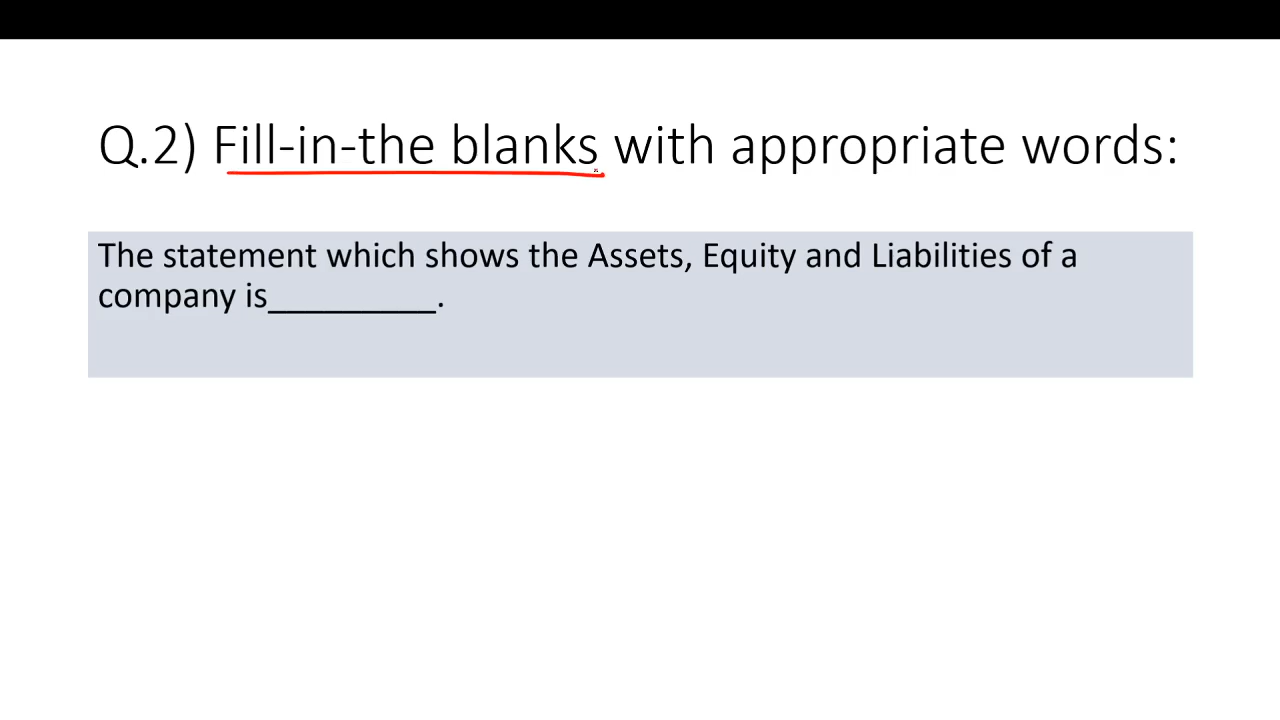 Q.2) Fill-in-the blanks with appropriate words:
The statement which shows the Assets, Equity and Liabilities of a
company is_________.